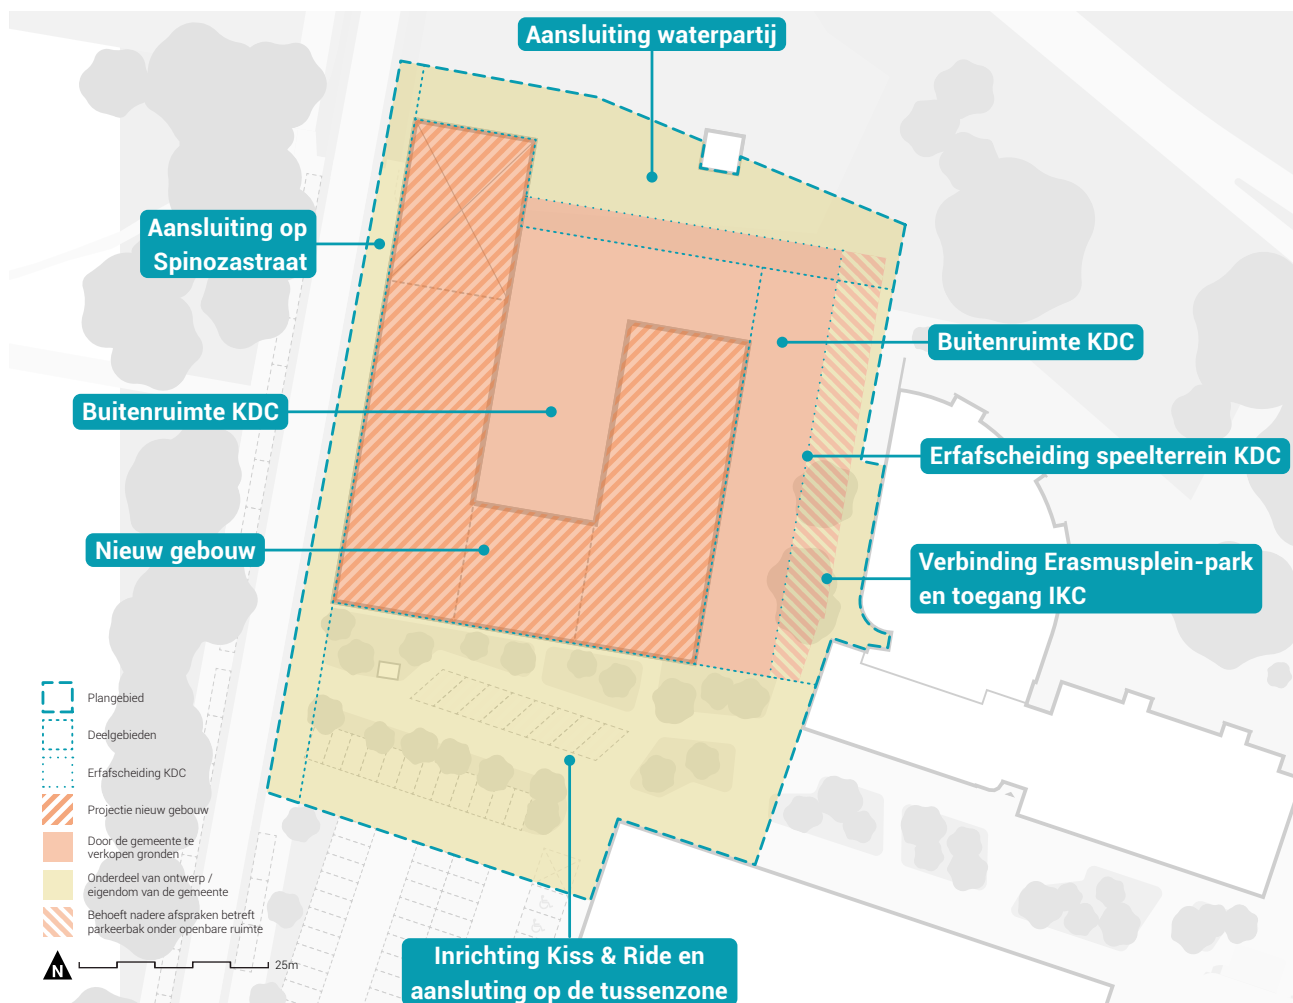 Aansluiting waterpartij
Aansluiting op
Spinozastraat
Buitenruimte KDC
Buitenruimte KDC
Erfafscheiding speelterrein KDC
Nieuw gebouw
Verbinding Erasmusplein-park
en toegang IKC
Plangebied
Deelgebieden
Erfafscheiding KDC
Projectie nieuw gebouw
Door de gemeente te
verkopen gronden
Onderdeel van ontwerp /
eigendom van de gemeente
Behoeft nadere afspraken betreft
parkeerbak onder openbare ruimte
N
25m
Inrichting Kiss & Ride en
aansluting op de tussenzone